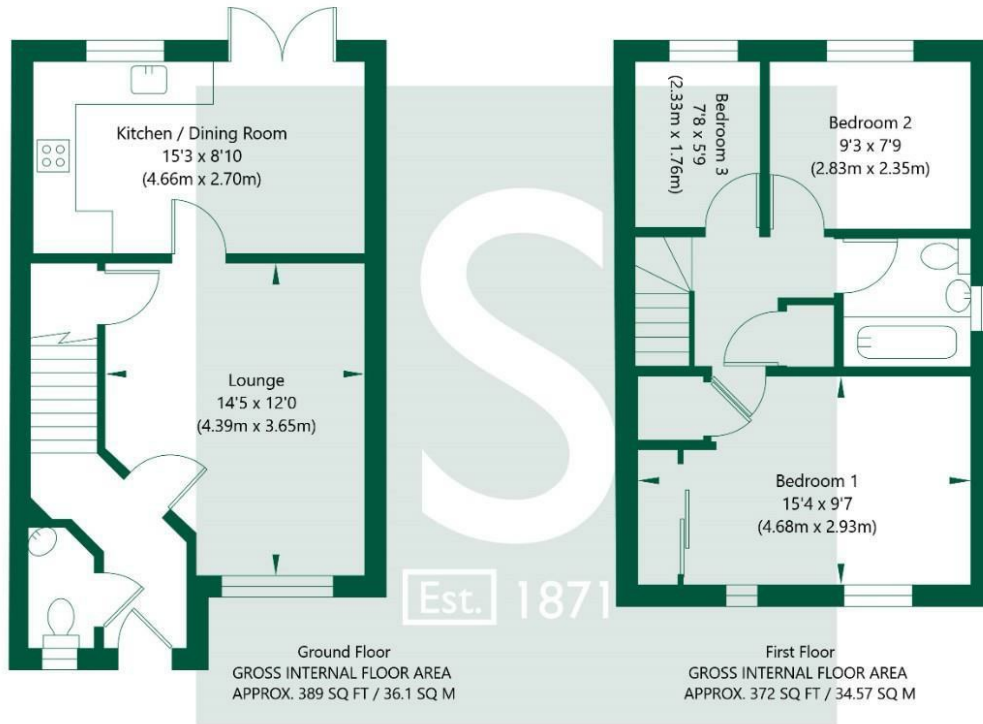 Kitchen / Dining Room
15'3 x 8'10
(4.66m x 2.70m)
Lounge
14'5 x 12'0
(4.39m x 3.65m)
Ground Floor
GROSS INTERNAL FLOOR AREA
APPROX. 389 SQ FT / 36.1 SQ M
Bedroom 3
7'8 x 5'9
(2.33m x 1.76m)
Bedroom 2
9'3 x 7'9
(2.83m x 2.35m)
Bedroom 1
15'4 x 9'7
(4.68m x 2.93m)
First Floor
GROSS INTERNAL FLOOR AREA
APPROX. 372 SQ FT / 34.57 SQ M
S
Est. 1871